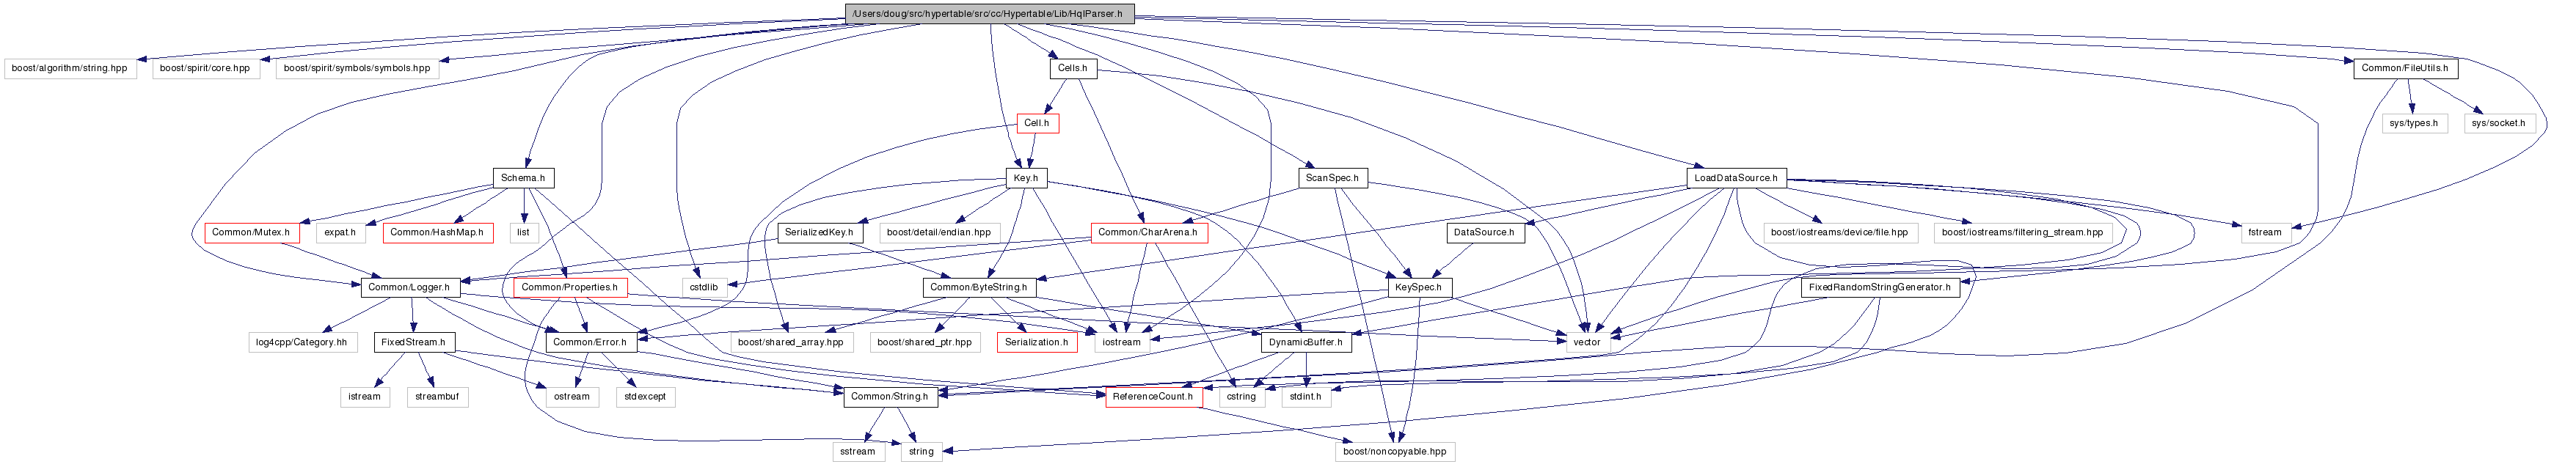 /Users/doug/src/hypertable/src/cc/Hypertable/Lib/HqlParser.h
boost/algorithm/string.hpp
boost/spirit/core.hpp
boost/spirit/symbols/symbols.hpp
Cells.h
Common/FileUtils.h
Cell.h
sys/types.h
sys/socket.h
Schema.h
Key.h
ScanSpec.h
LoadDataSource.h
Common/Mutex.h
expat.h
Common/HashMap.h
list
SerializedKey.h
boost/detail/endian.hpp
Common/CharArena.h
DataSource.h
boost/iostreams/device/file.hpp
boost/iostreams/filtering_stream.hpp
fstream
Common/Logger.h
Common/Properties.h
cstdlib
Common/ByteString.h
KeySpec.h
FixedRandomStringGenerator.h
log4cpp/Category.hh
FixedStream.h
Common/Error.h
boost/shared_array.hpp
boost/shared_ptr.hpp
Serialization.h
iostream
DynamicBuffer.h
vector
istream
streambuf
ostream
stdexcept
Common/String.h
ReferenceCount.h
cstring
stdint.h
sstream
string
boost/noncopyable.hpp